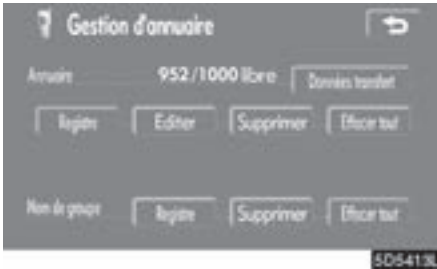 Gestion d'annuaire
Annuaire 952/1000 libre Données transfert
Registre Editer Supprimer Effacer tout
Nom de groupe Registre Supprimer Effacer tout
5D5413L